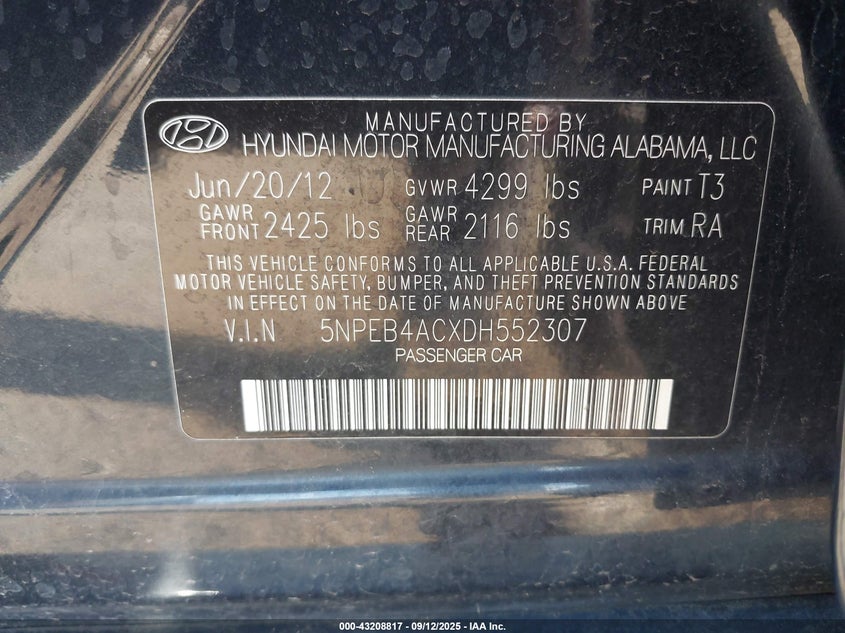 MANUFACTURED BY
HYUNDAI MOTOR MANUFACTURING ALABAMA, LLC
Jun/20/12 GVWR 4299 lbs PAINT T3
GAWR FRONT 2425 lbs GAWR REAR 2116 lbs TRIM RA
THIS VEHICLE CONFORMS TO ALL APPLICABLE U.S.A. FEDERAL
MOTOR VEHICLE SAFETY, BUMPER, AND THEFT PREVENTION STANDARDS
IN EFFECT ON THE DATE OF MANUFACTURE SHOWN ABOVE
V.I.N 5NPEB4ACXDH552307
PASSENGER CAR
000-43208817 - 09/12/2025 - IAA Inc.